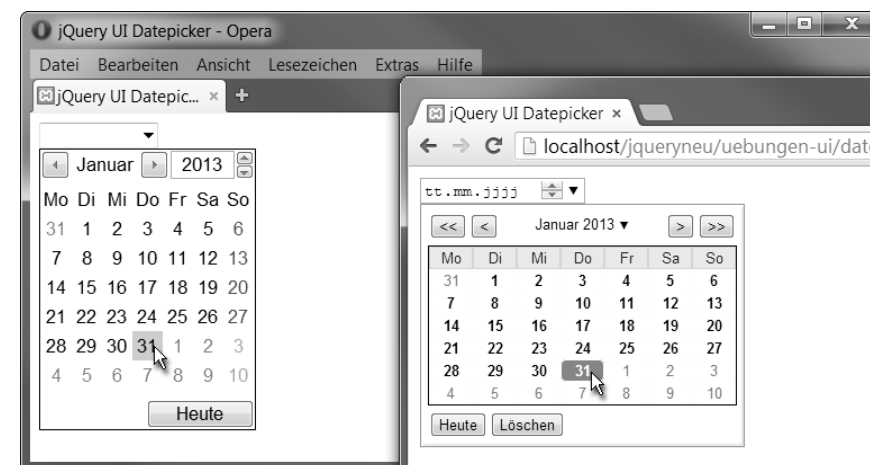 jQuery UI Datepicker - Opera
Datei Bearbeiten Ansicht Lesezeichen Extras Hilfe
jQuery UI Datepic... × +
Januar 2013
Mo Di Mi Do Fr Sa So
31 1 2 3 4 5 6
7 8 9 10 11 12 13
14 15 16 17 18 19 20
21 22 23 24 25 26 27
28 29 30 31 1 2 3
4 5 6 7 8 9 10
Heute
jQuery UI Datepicker ×
localhost/jqueryneu/uebungen-ui/dat
tt.mm.jjjj
<< < Januar 2013 > >>
Mo Di Mi Do Fr Sa So
31 1 2 3 4 5 6
7 8 9 10 11 12 13
14 15 16 17 18 19 20
21 22 23 24 25 26 27
28 29 30 31 1 2 3
4 5 6 7 8 9 10
Heute Löschen